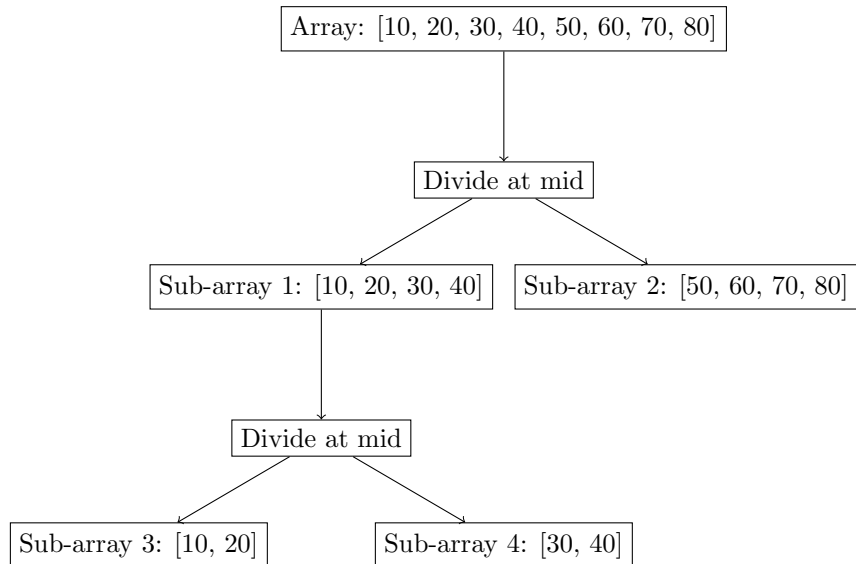 Array: [10, 20, 30, 40, 50, 60, 70, 80]
Divide at mid
Sub-array 1: [10, 20, 30, 40]
Sub-array 2: [50, 60, 70, 80]
Divide at mid
Sub-array 3: [10, 20]
Sub-array 4: [30, 40]